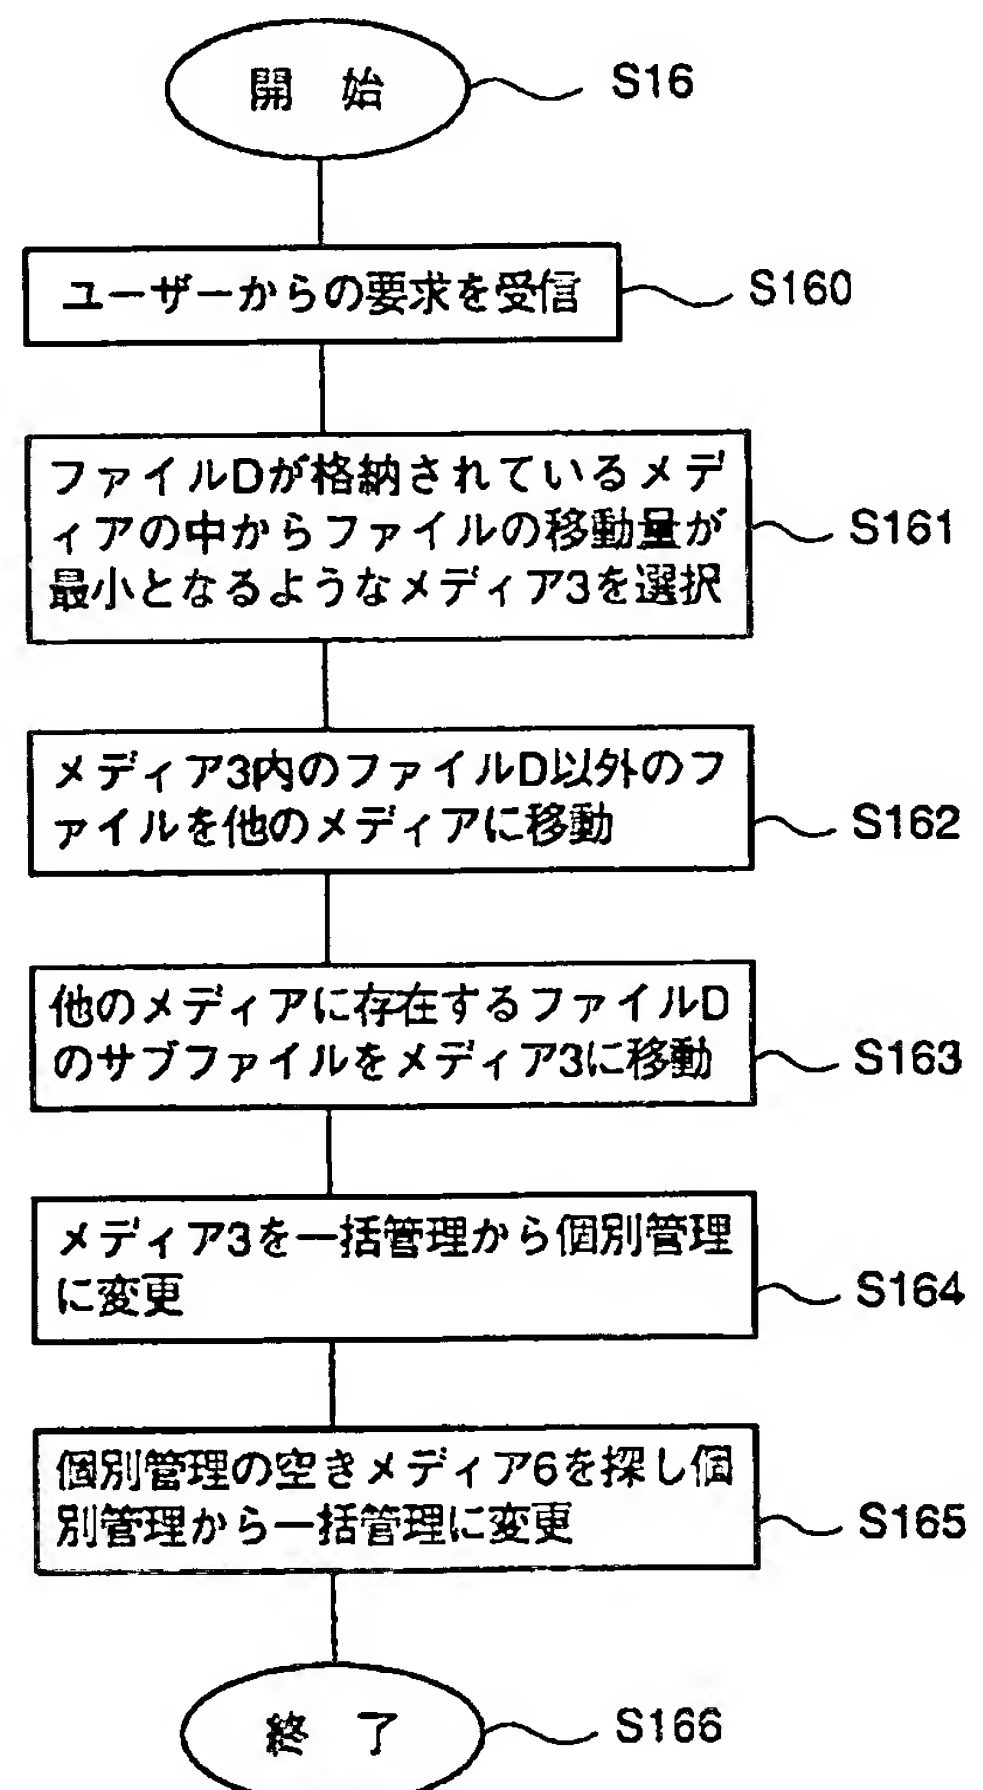 開 始
S16
ユーザーからの要求を受信
S160
ファイルDが格納されているメデ
ィアの中からファイルの移動量が
最小となるようなメディア3を選択
S161
メディア3内のファイルD以外のフ
ァイルを他のメディアに移動
S162
他のメディアに存在するファイルD
のサブファイルをメディア3に移動
S163
メディア3を一括管理から個別管理
に変更
S164
個別管理の空きメディア6を探し個
別管理から一括管理に変更
S165
終 了
S166